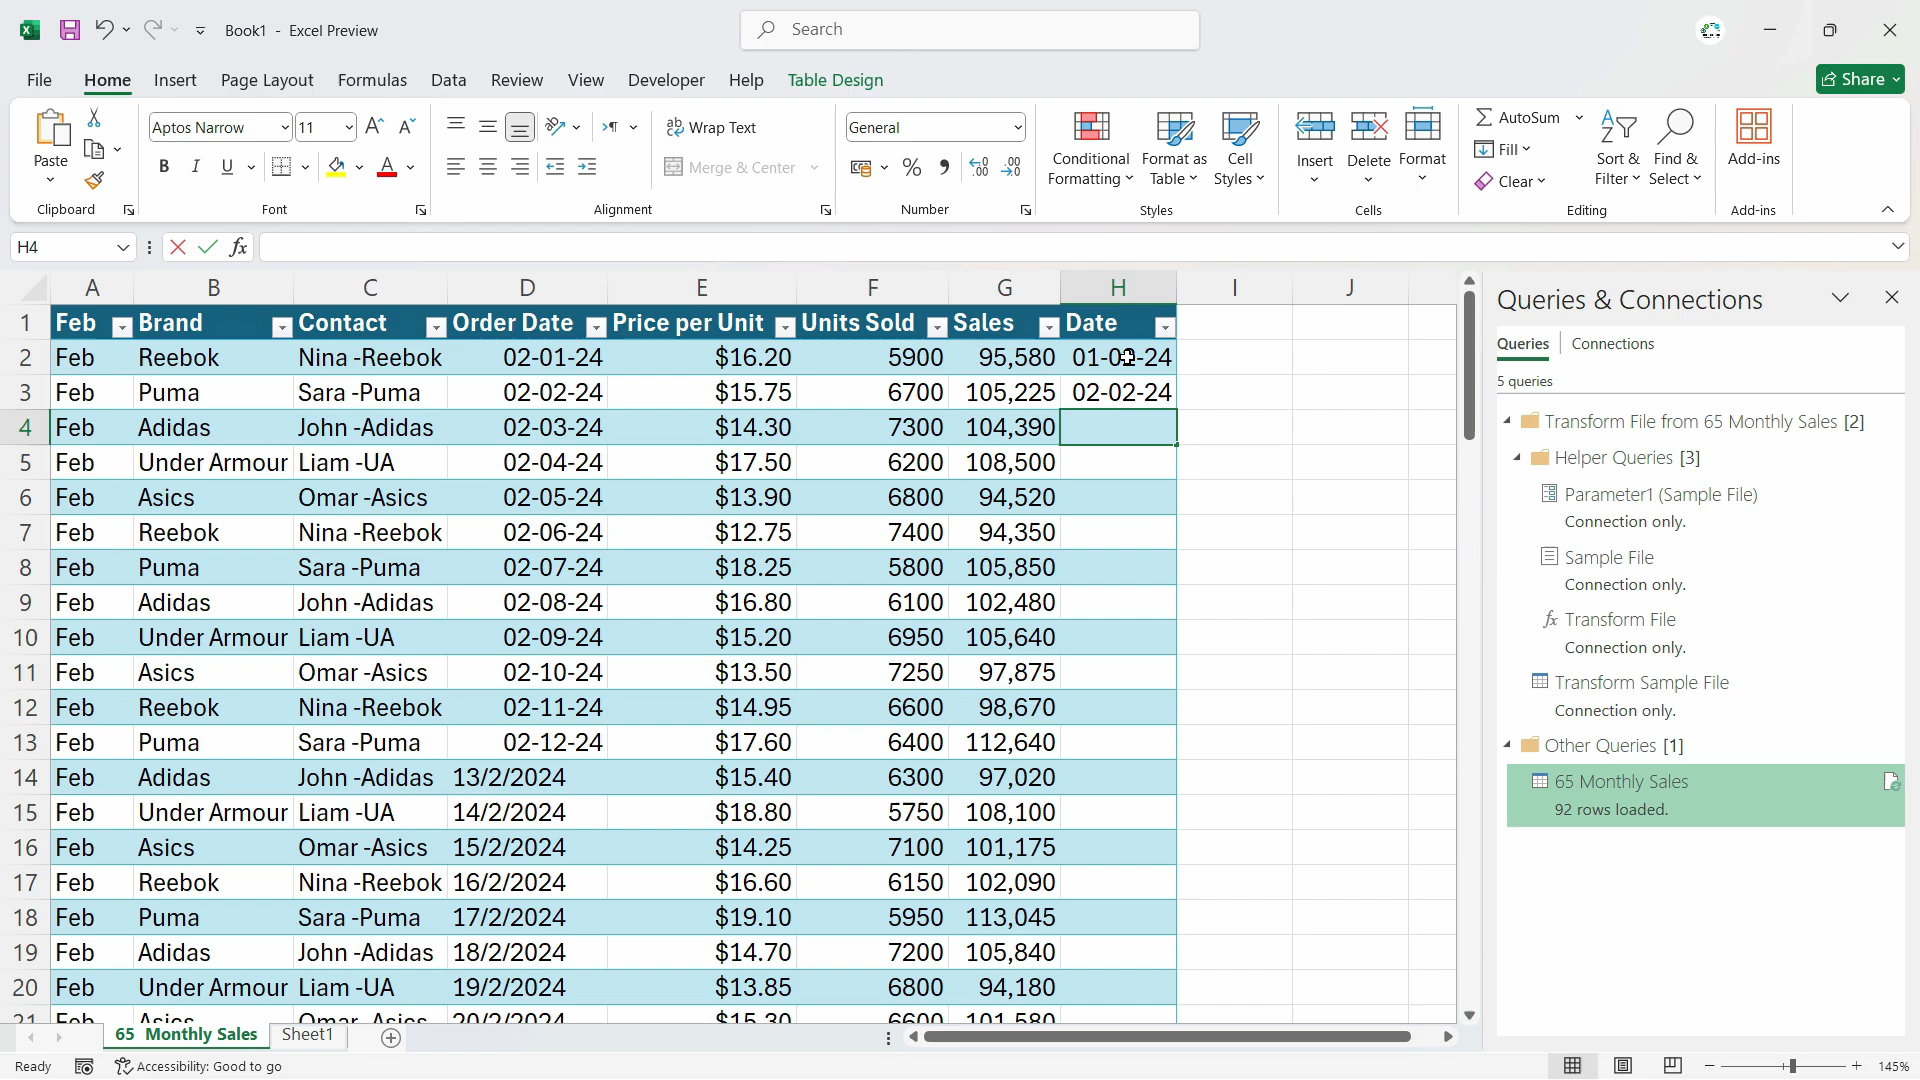 Book1 - Excel Preview
Search
File Home Insert Page Layout Formulas Data Review View Developer Help Table Design
Share
Paste
Clipboard
Aptos Narrow 11
B I U A
Font
Wrap Text
Merge & Center
Alignment
General
Number
Conditional Formatting
Format as Table
Cell Styles
Styles
Insert Delete Format
Cells
AutoSum
Fill
Clear
Sort & Filter
Find & Select
Editing
Add-ins
Add-ins
H4 fx
A B C D E F G H I J
1 Feb Brand Contact Order Date Price per Unit Units Sold Sales Date
2 Feb Reebok Nina -Reebok 02-01-24 $16.20 5900 95,580 01-02-24
3 Feb Puma Sara -Puma 02-02-24 $15.75 6700 105,225 02-02-24
4 Feb Adidas John -Adidas 02-03-24 $14.30 7300 104,390
5 Feb Under Armour Liam -UA 02-04-24 $17.50 6200 108,500
6 Feb Asics Omar -Asics 02-05-24 $13.90 6800 94,520
7 Feb Reebok Nina -Reebok 02-06-24 $12.75 7400 94,350
8 Feb Puma Sara -Puma 02-07-24 $18.25 5800 105,850
9 Feb Adidas John -Adidas 02-08-24 $16.80 6100 102,480
10 Feb Under Armour Liam -UA 02-09-24 $15.20 6950 105,640
11 Feb Asics Omar -Asics 02-10-24 $13.50 7250 97,875
12 Feb Reebok Nina -Reebok 02-11-24 $14.95 6600 98,670
13 Feb Puma Sara -Puma 02-12-24 $17.60 6400 112,640
14 Feb Adidas John -Adidas 13/2/2024 $15.40 6300 97,020
15 Feb Under Armour Liam -UA 14/2/2024 $18.80 5750 108,100
16 Feb Asics Omar -Asics 15/2/2024 $14.25 7100 101,175
17 Feb Reebok Nina -Reebok 16/2/2024 $16.60 6150 102,090
18 Feb Puma Sara -Puma 17/2/2024 $19.10 5950 113,045
19 Feb Adidas John -Adidas 18/2/2024 $14.70 7200 105,840
20 Feb Under Armour Liam -UA 19/2/2024 $13.85 6800 94,180
21 Feb Asics Omar -Asics 20/2/2024 $15.30 6600 101,580
Queries & Connections
Queries Connections
5 queries
Transform File from 65 Monthly Sales [2]
Helper Queries [3]
Parameter1 (Sample File)
Connection only.
Sample File
Connection only.
fx Transform File
Connection only.
Transform Sample File
Connection only.
Other Queries [1]
65 Monthly Sales
92 rows loaded.
65 Monthly Sales Sheet1
Ready Accessibility: Good to go 145%